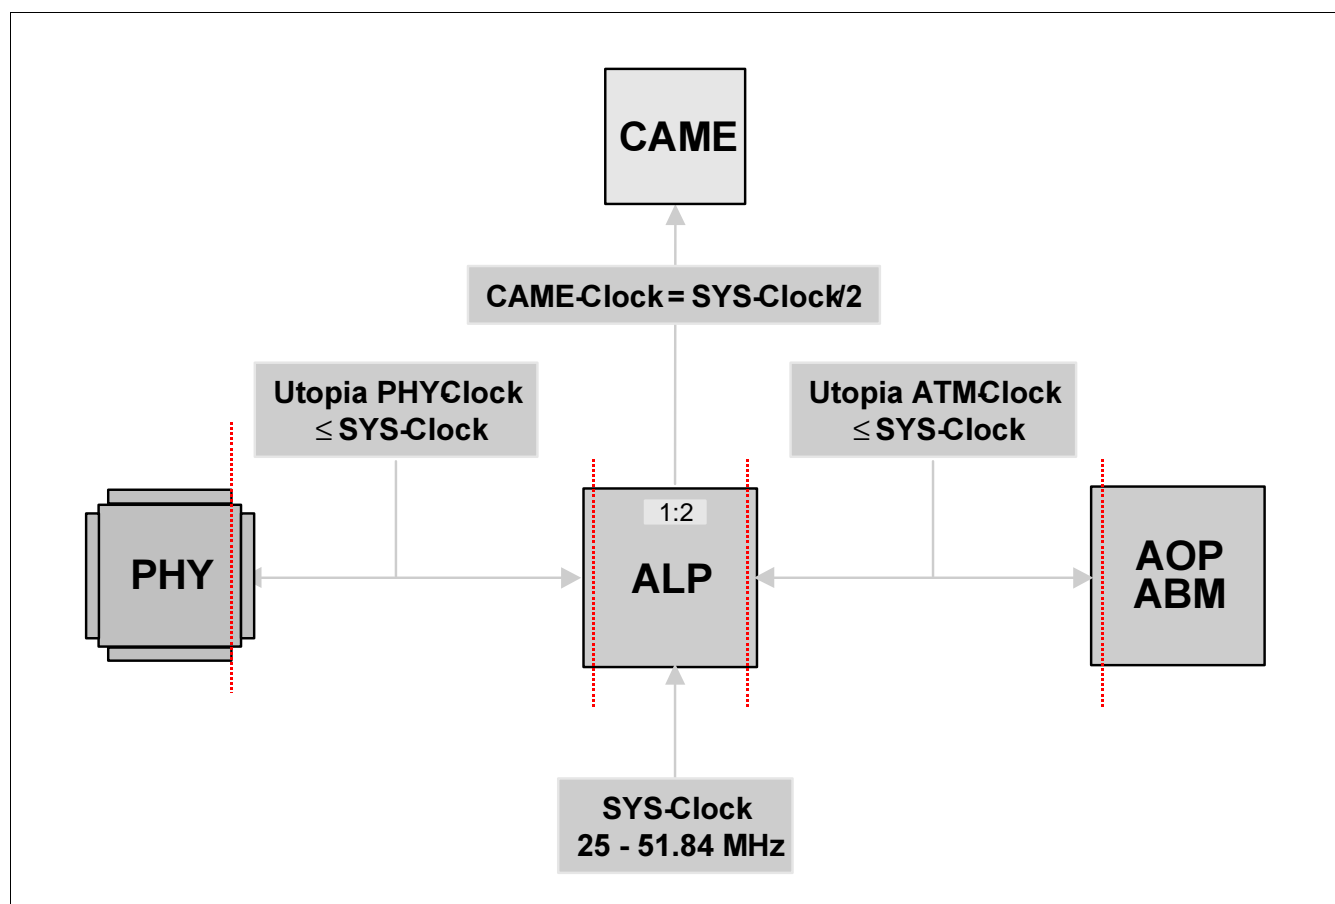 CAME
CAME-Clock = SYS-Clock/2
Utopia PHY-Clock
≤ SYS-Clock
Utopia ATM-Clock
≤ SYS-Clock
1:2
PHY
ALP
AOP
ABM
SYS-Clock
25 - 51.84 MHz